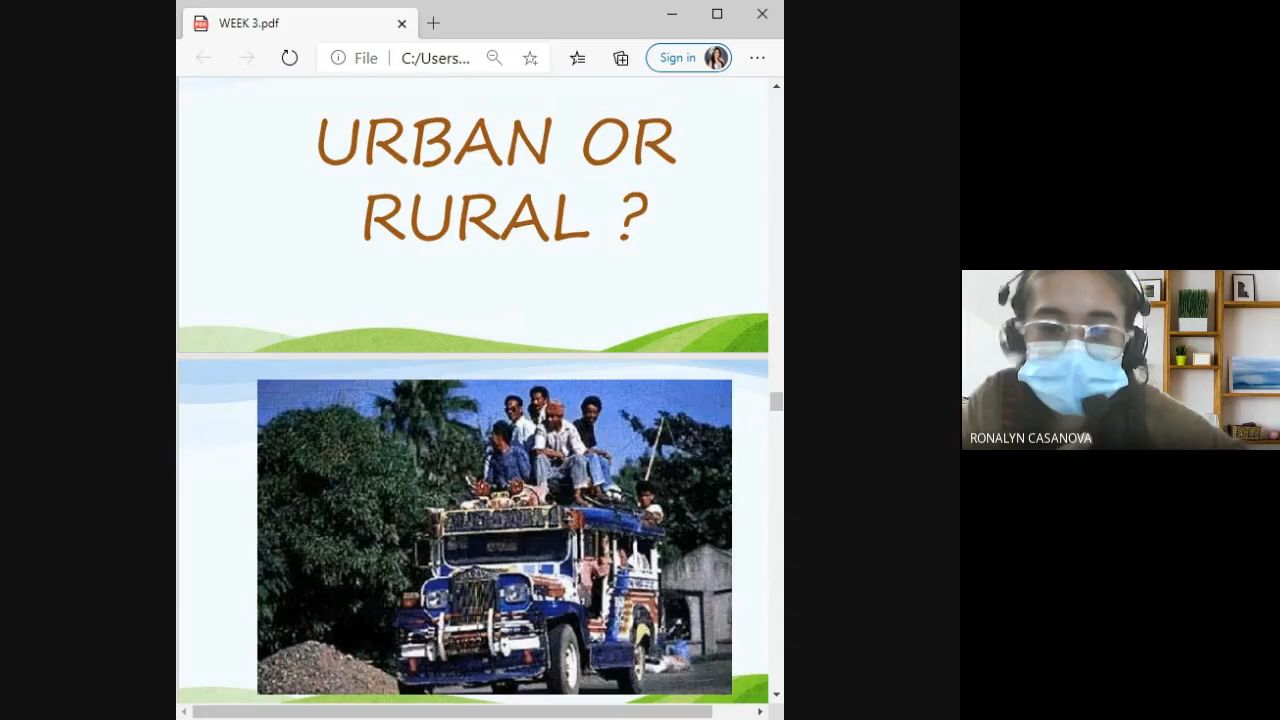 WEEK 3.pdf
File
C:/Users...
Sign in
URBAN OR
RURAL ?
RONALYN CASANOVA